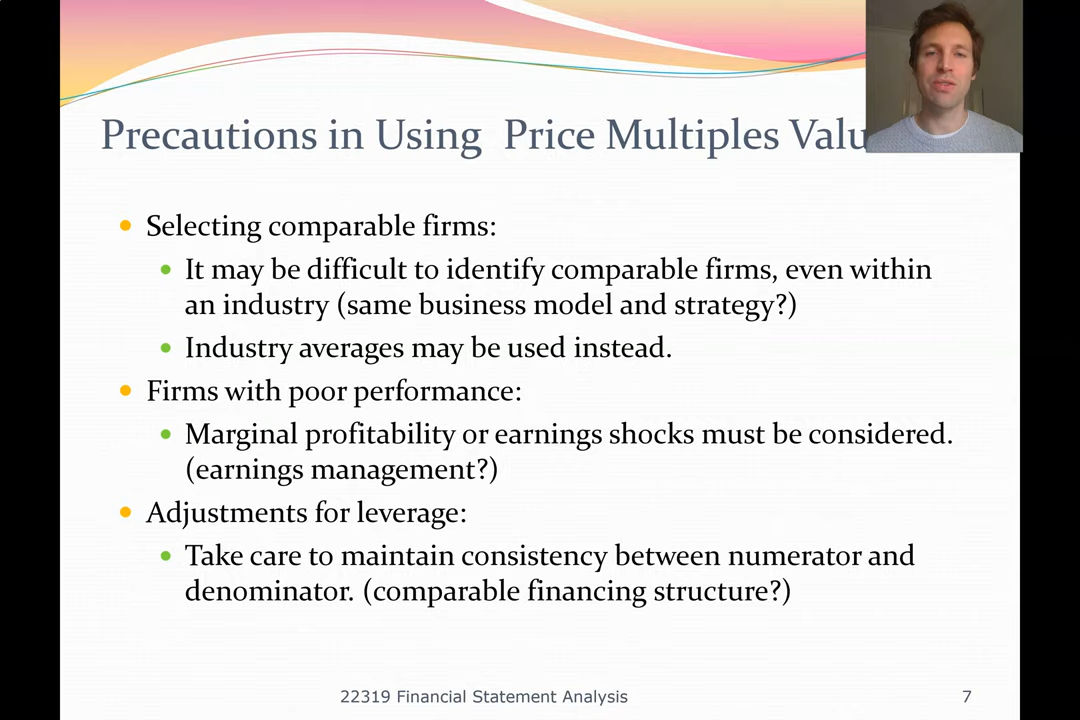 Precautions in Using Price Multiples Valu
Selecting comparable firms:
It may be difficult to identify comparable firms, even within
an industry (same business model and strategy?)
Industry averages may be used instead.
Firms with poor performance:
Marginal profitability or earnings shocks must be considered.
(earnings management?)
Adjustments for leverage:
Take care to maintain consistency between numerator and
denominator. (comparable financing structure?)
22319 Financial Statement Analysis
7